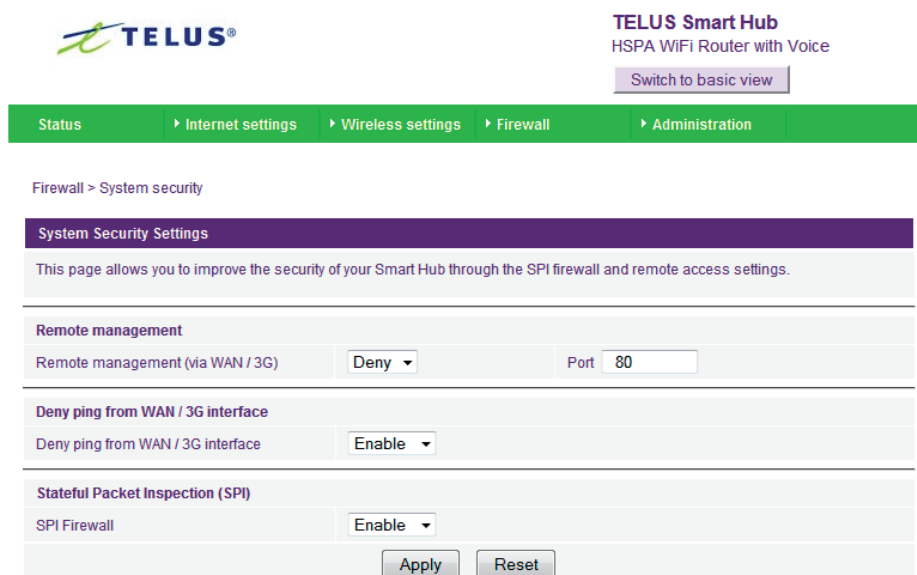 TELUS®
TELUS Smart Hub
HSPA WiFi Router with Voice
Switch to basic view
Status Internet settings Wireless settings Firewall Administration
Firewall > System security
System Security Settings
This page allows you to improve the security of your Smart Hub through the SPI firewall and remote access settings.
Remote management
Remote management (via WAN / 3G) Deny Port 80
Deny ping from WAN / 3G interface
Deny ping from WAN / 3G interface Enable
Stateful Packet Inspection (SPI)
SPI Firewall Enable
Apply Reset